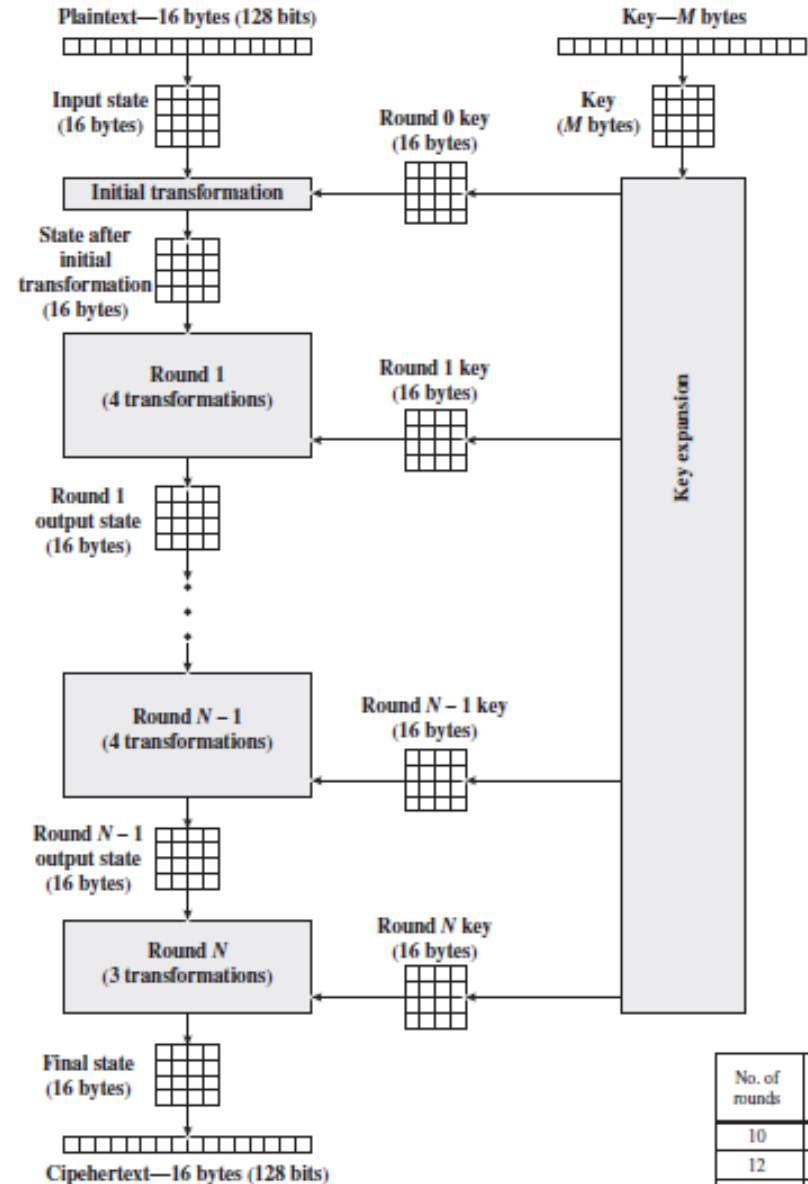 Plaintext—16 bytes (128 bits)
Key—M bytes
Input state
(16 bytes)
Key
(M bytes)
Round 0 key
(16 bytes)
Initial transformation
State after
initial
transformation
(16 bytes)
Round 1
(4 transformations)
Round 1 key
(16 bytes)
Key expansion
Round 1
output state
(16 bytes)
Round N – 1
(4 transformations)
Round N – 1 key
(16 bytes)
Round N – 1
output state
(16 bytes)
Round N
(3 transformations)
Round N key
(16 bytes)
Final state
(16 bytes)
No. of
rounds
10
12
Cipehertext—16 bytes (128 bits)